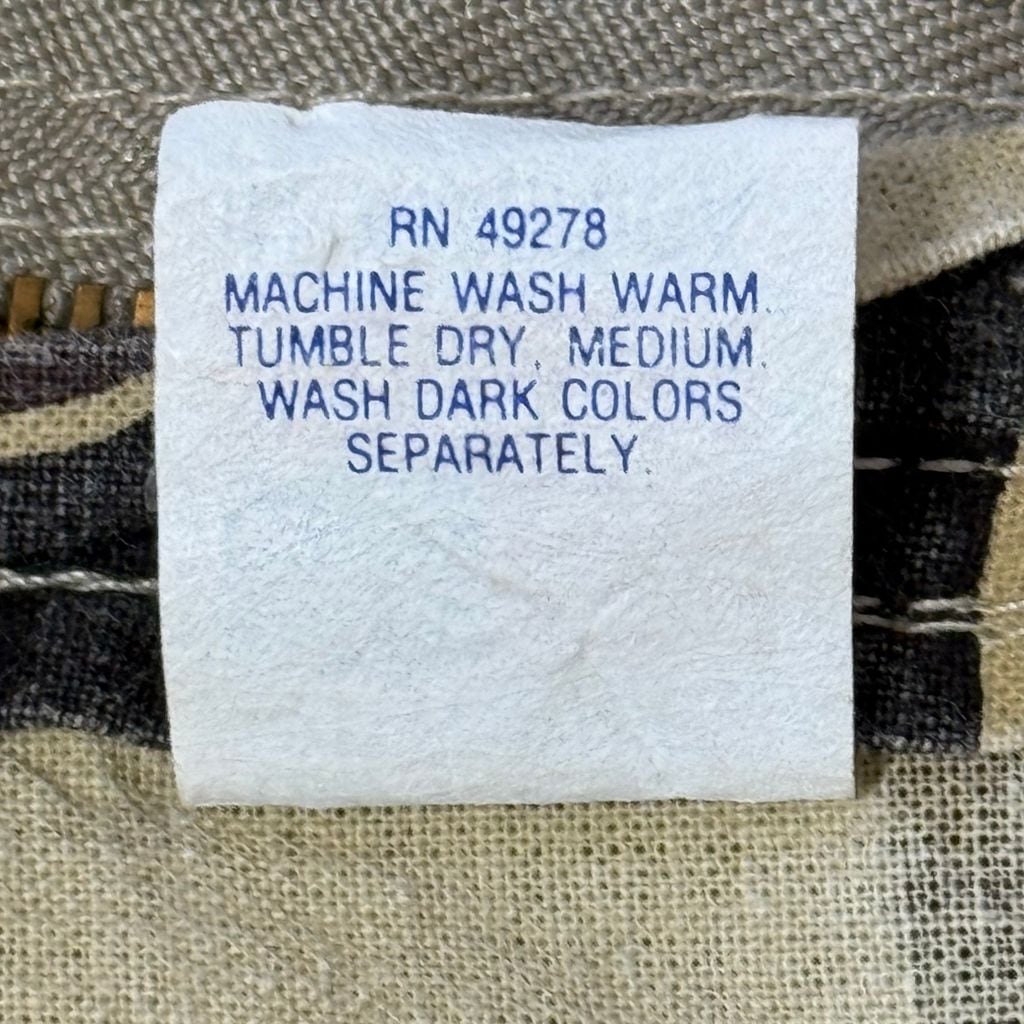 RN 49278
MACHINE WASH WARM.
TUMBLE DRY, MEDIUM.
WASH DARK COLORS
SEPARATELY.